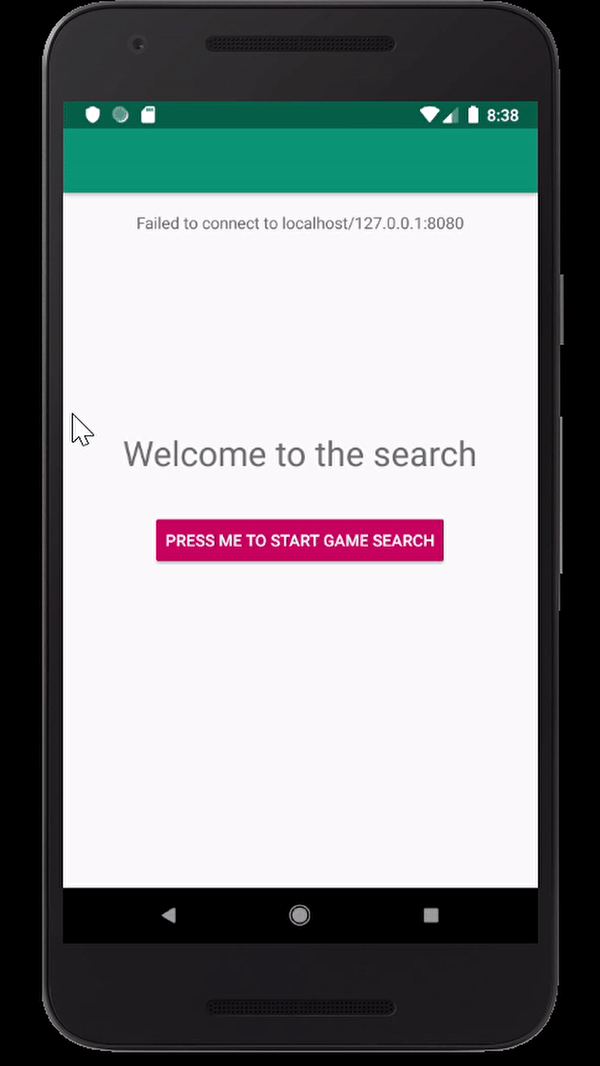 8:38
Failed to connect to localhost/127.0.0.1:8080
Welcome to the search
PRESS ME TO START GAME SEARCH